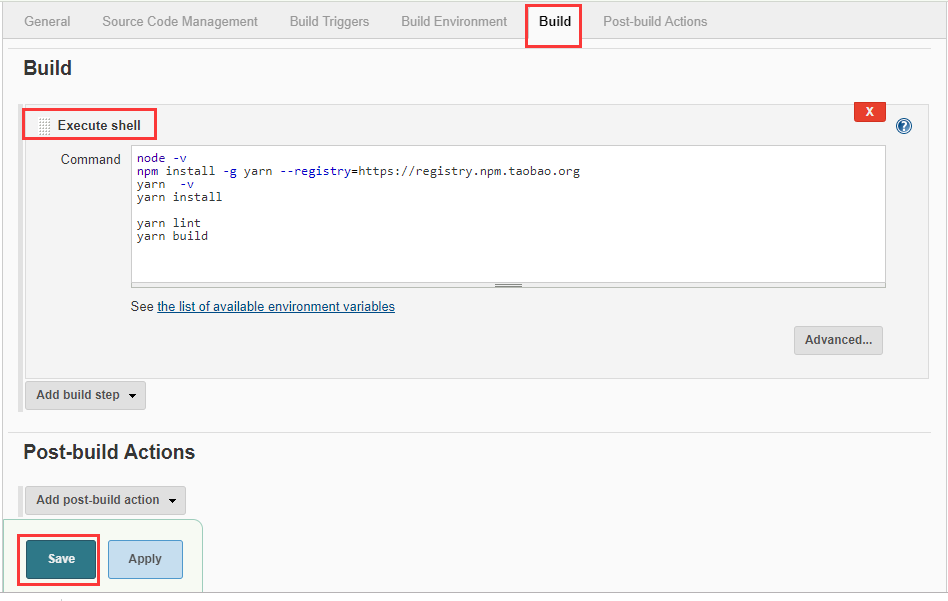 General Source Code Management Build Triggers Build Environment Build Post-build Actions
Build
Execute shell
X
?
Command
node -v
npm install -g yarn --registry=https://registry.npm.taobao.org
yarn  -v
yarn install
yarn lint
yarn build
See the list of available environment variables
Advanced...
Add build step
Post-build Actions
Add post-build action
Save Apply